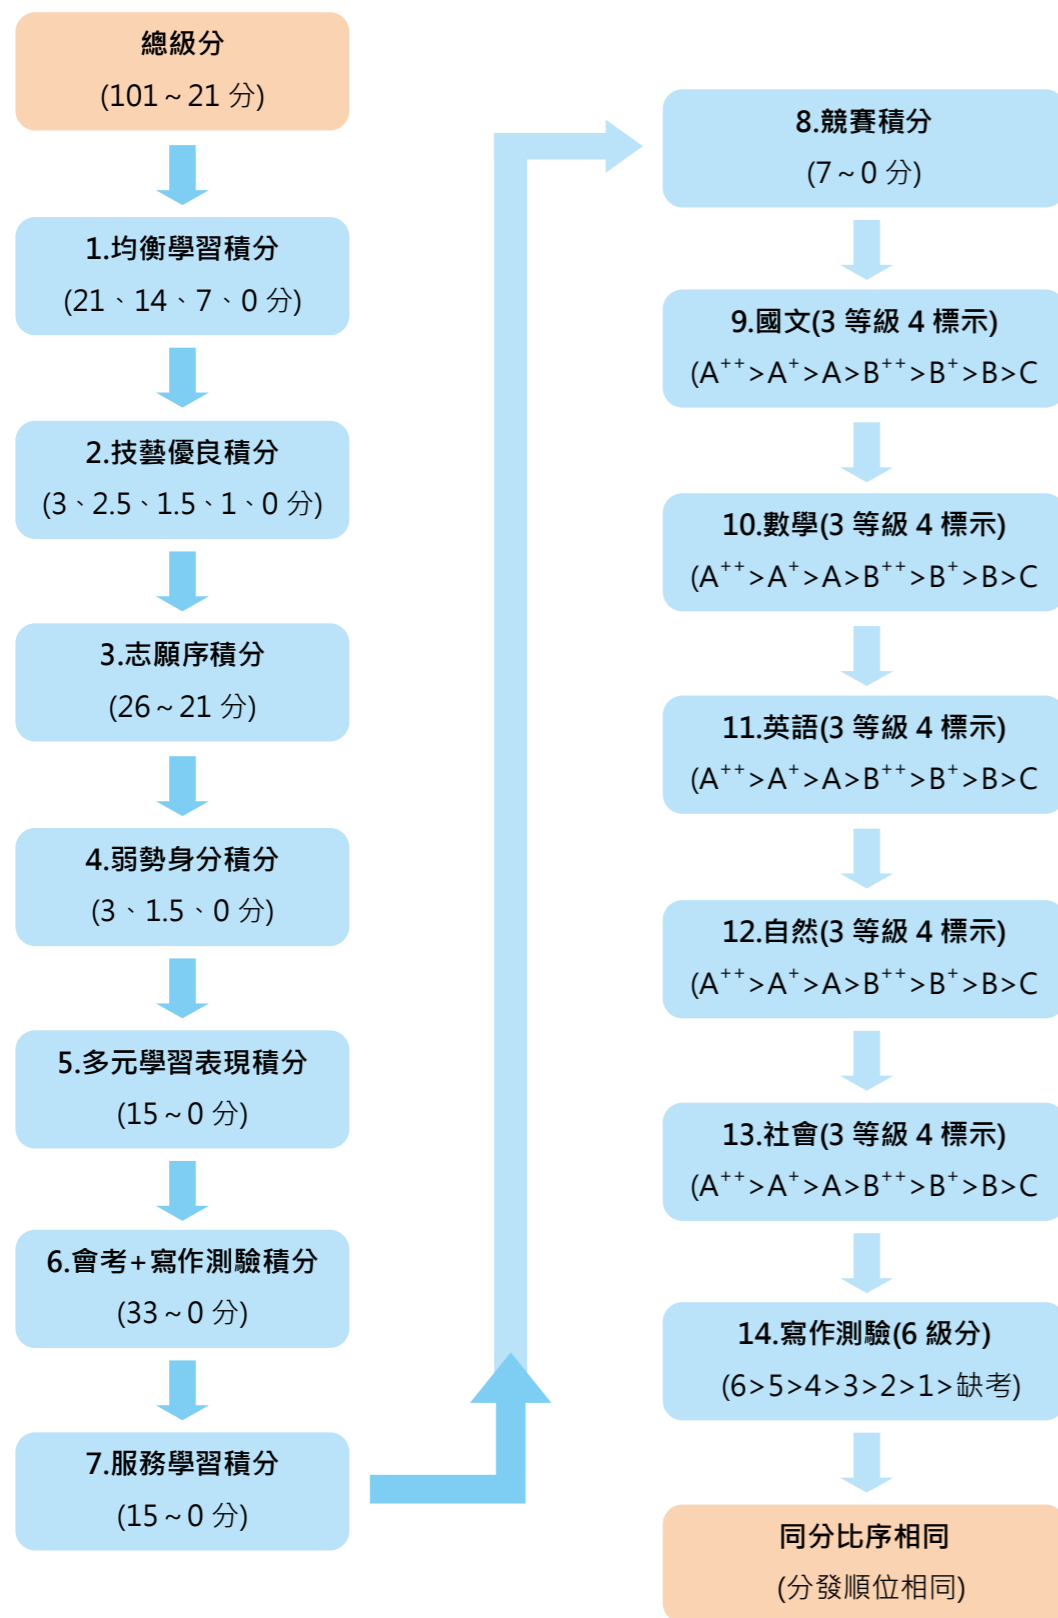 總級分
(101～21 分)
1.均衡學習積分
(21、14、7、0 分)
2.技藝優良積分
(3、2.5、1.5、1、0 分)
3.志願序積分
(26～21 分)
4.弱勢身分積分
(3、1.5、0 分)
5.多元學習表現積分
(15～0 分)
6.會考+寫作測驗積分
(33～0 分)
7.服務學習積分
(15～0 分)
8.競賽積分
(7～0 分)
9.國文(3 等級 4 標示)
(A⁺⁺>A⁺>A>B⁺⁺>B⁺>B>C
10.數學(3 等級 4 標示)
(A⁺⁺>A⁺>A>B⁺⁺>B⁺>B>C
11.英語(3 等級 4 標示)
(A⁺⁺>A⁺>A>B⁺⁺>B⁺>B>C
12.自然(3 等級 4 標示)
(A⁺⁺>A⁺>A>B⁺⁺>B⁺>B>C
13.社會(3 等級 4 標示)
(A⁺⁺>A⁺>A>B⁺⁺>B⁺>B>C
14.寫作測驗(6 級分)
(6>5>4>3>2>1>缺考)
同分比序相同
(分發順位相同)